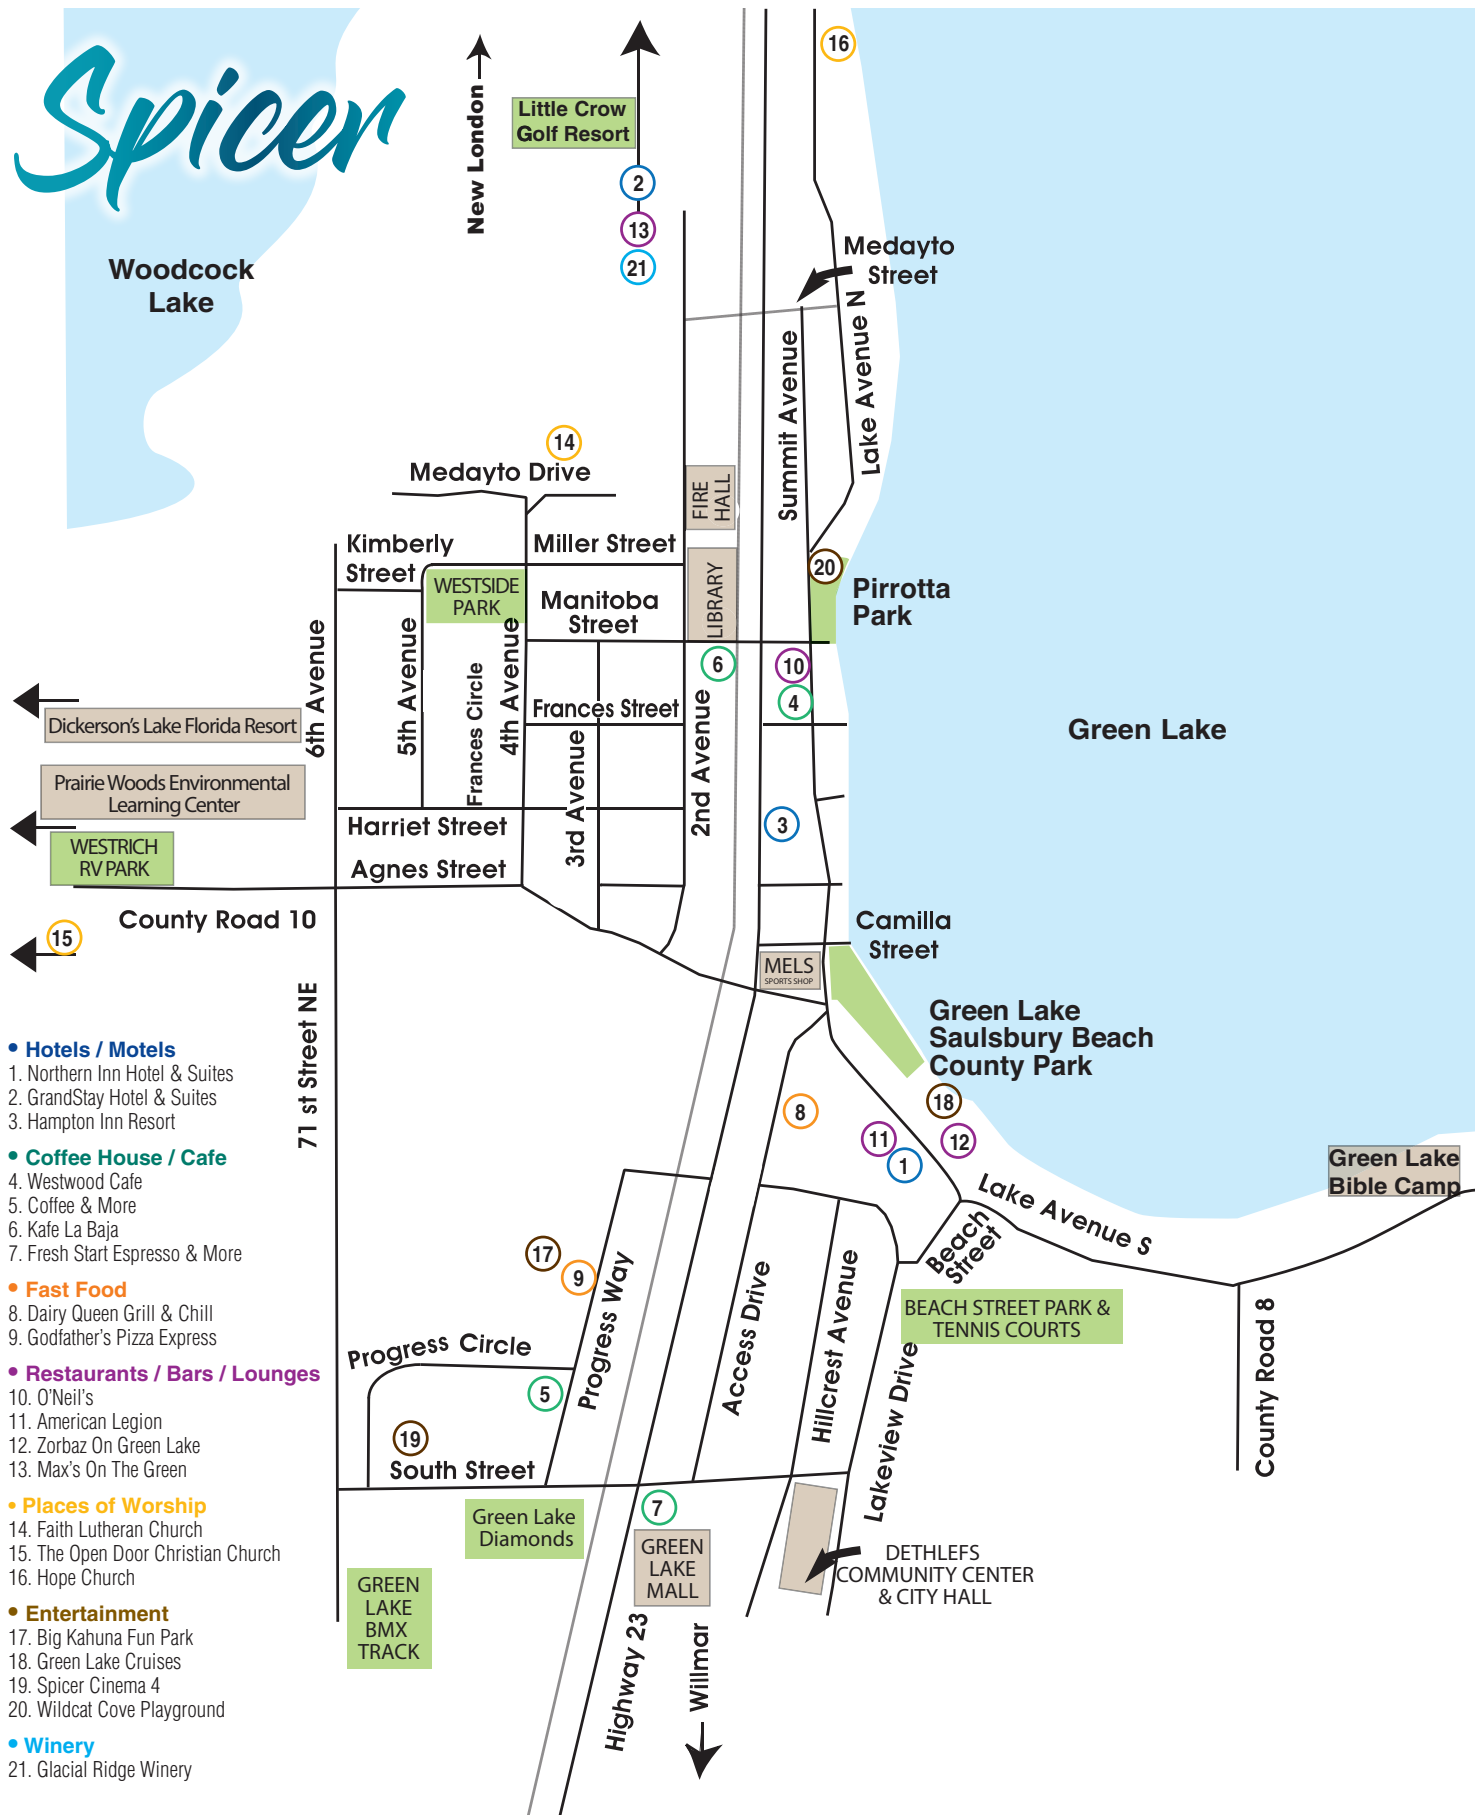 Spicer
16
New London
Little Crow
Golf Resort
2
13
21
Woodcock
Lake
Medayto
Street
Lake Avenue N
Summit Avenue
14
Medayto Drive
FIRE
HALL
Kimberly
Street
Miller Street
LIBRARY
WESTSIDE
PARK
Manitoba
Street
20
Pirrotta
Park
6th Avenue
5th Avenue
Frances Circle
4th Avenue
6
10
4
Frances Street
2nd Avenue
3rd Avenue
Green Lake
Dickerson's Lake Florida Resort
Prairie Woods Environmental
Learning Center
Harriet Street
3
WESTRICH
RV PARK
Agnes Street
County Road 10
15
Camilla
Street
MELS
SPORTS SHOP
71 st Street NE
Green Lake
Saulsbury Beach
County Park
18
8
11
12
1
Green Lake
Bible Camp
Lake Avenue S
Beach
Street
17
9
Progress Way
Access Drive
Hillcrest Avenue
Lakeview Drive
BEACH STREET PARK &
TENNIS COURTS
County Road 8
Progress Circle
5
19
South Street
7
Green Lake
Diamonds
GREEN
LAKE
MALL
GREEN
LAKE
BMX
TRACK
DETHLEFS
COMMUNITY CENTER
& CITY HALL
Highway 23
Willmar
• Hotels / Motels
1. Northern Inn Hotel & Suites
2. GrandStay Hotel & Suites
3. Hampton Inn Resort
• Coffee House / Cafe
4. Westwood Cafe
5. Coffee & More
6. Kafe La Baja
7. Fresh Start Espresso & More
• Fast Food
8. Dairy Queen Grill & Chill
9. Godfather's Pizza Express
• Restaurants / Bars / Lounges
10. O'Neil's
11. American Legion
12. Zorbaz On Green Lake
13. Max's On The Green
• Places of Worship
14. Faith Lutheran Church
15. The Open Door Christian Church
16. Hope Church
• Entertainment
17. Big Kahuna Fun Park
18. Green Lake Cruises
19. Spicer Cinema 4
20. Wildcat Cove Playground
• Winery
21. Glacial Ridge Winery